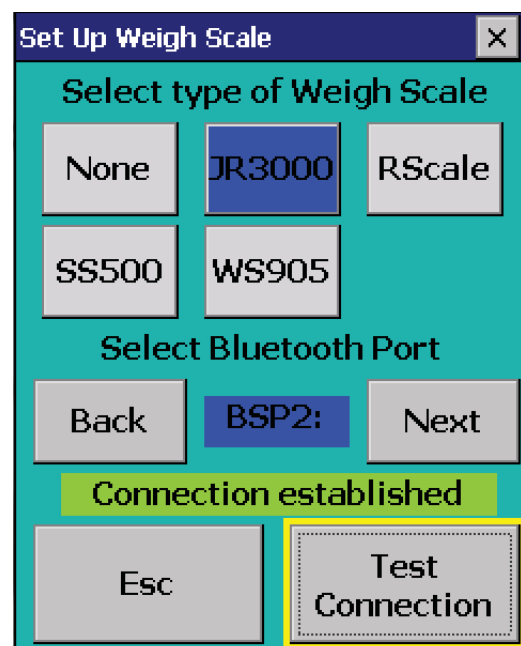 Set Up Weigh Scale
Select type of Weigh Scale
None JR3000 RScale
SS500 WS905
Select Bluetooth Port
Back BSP2: Next
Connection established
Esc Test
Connection